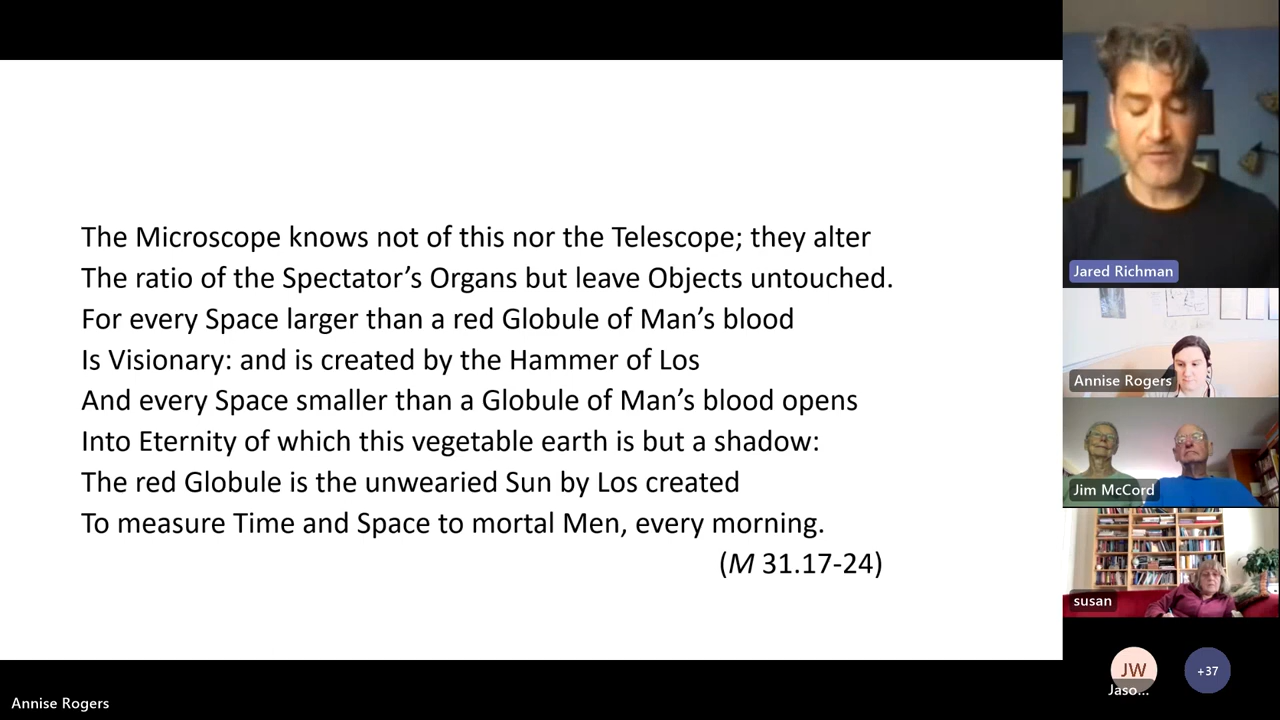 The Microscope knows not of this nor the Telescope; they alter
The ratio of the Spectator’s Organs but leave Objects untouched.
For every Space larger than a red Globule of Man’s blood
Is Visionary: and is created by the Hammer of Los
And every Space smaller than a Globule of Man’s blood opens
Into Eternity of which this vegetable earth is but a shadow:
The red Globule is the unwearied Sun by Los created
To measure Time and Space to mortal Men, every morning.
(M 31.17-24)
Jared Richman
Annise Rogers
Jim McCord
susan
JW
Jaso...
+37
Annise Rogers